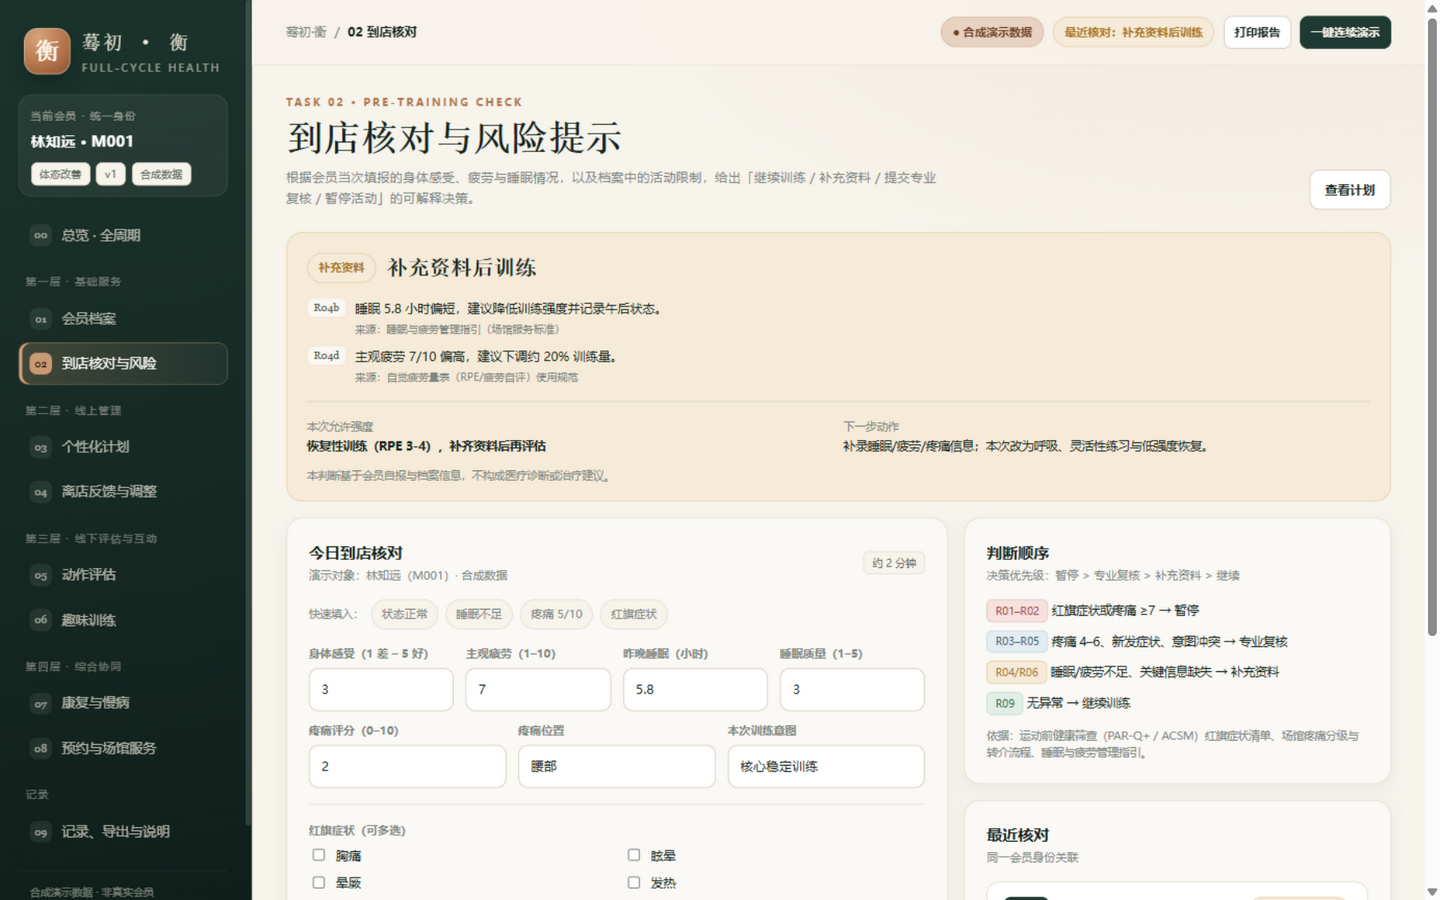 衡
蓦初 · 衡
FULL-CYCLE HEALTH
当前会员 · 统一身份
林知远 • M001
体态改善
v1
合成数据
00 总览 · 全周期
第一层 · 基础服务
01 会员档案
02 到店核对与风险
第二层 · 线上管理
03 个性化计划
04 离店反馈与调整
第三层 · 线下评估与互动
05 动作评估
06 趣味训练
第四层 · 综合协同
07 康复与慢病
08 预约与场馆服务
记录
09 记录、导出与说明
合成演示数据 · 非真实会员
蓦初·衡 / 02 到店核对
● 合成演示数据
最近核对：补充资料后训练
打印报告
一键连续演示
TASK 02 • PRE-TRAINING CHECK
到店核对与风险提示
根据会员当次填报的身体感受、疲劳与睡眠情况，以及档案中的活动限制，给出「继续训练 / 补充资料 / 提交专业
复核 / 暂停活动」的可解释决策。
查看计划
补充资料
补充资料后训练
R04b 睡眠 5.8 小时偏短，建议降低训练强度并记录午后状态。
来源：睡眠与疲劳管理指引（场馆服务标准）
R04d 主观疲劳 7/10 偏高，建议下调约 20% 训练量。
来源：自觉疲劳量表（RPE/疲劳自评）使用规范
本次允许强度
恢复性训练（RPE 3-4），补齐资料后再评估
下一步动作
补录睡眠/疲劳/疼痛信息；本次改为呼吸、灵活性练习与低强度恢复。
本判断基于会员自报与档案信息，不构成医疗诊断或治疗建议。
今日到店核对
演示对象：林知远（M001）· 合成数据
约 2 分钟
快速填入：
状态正常
睡眠不足
疼痛 5/10
红旗症状
身体感受（1 差 – 5 好）
主观疲劳（1–10）
昨晚睡眠（小时）
睡眠质量（1–5）
3
7
5.8
3
疼痛评分（0–10）
疼痛位置
本次训练意图
2
腰部
核心稳定训练
红旗症状（可多选）
胸痛
眩晕
晕厥
发热
判断顺序
决策优先级：暂停 > 专业复核 > 补充资料 > 继续
R01–R02 红旗症状或疼痛 ≥7 → 暂停
R03–R05 疼痛 4–6、新发症状、意图冲突 → 专业复核
R04/R06 睡眠/疲劳不足、关键信息缺失 → 补充资料
R09 无异常 → 继续训练
依据：运动前健康筛查（PAR-Q+ / ACSM）红旗症状清单、场馆疼痛分级与
转介流程、睡眠与疲劳管理指引。
最近核对
同一会员身份关联